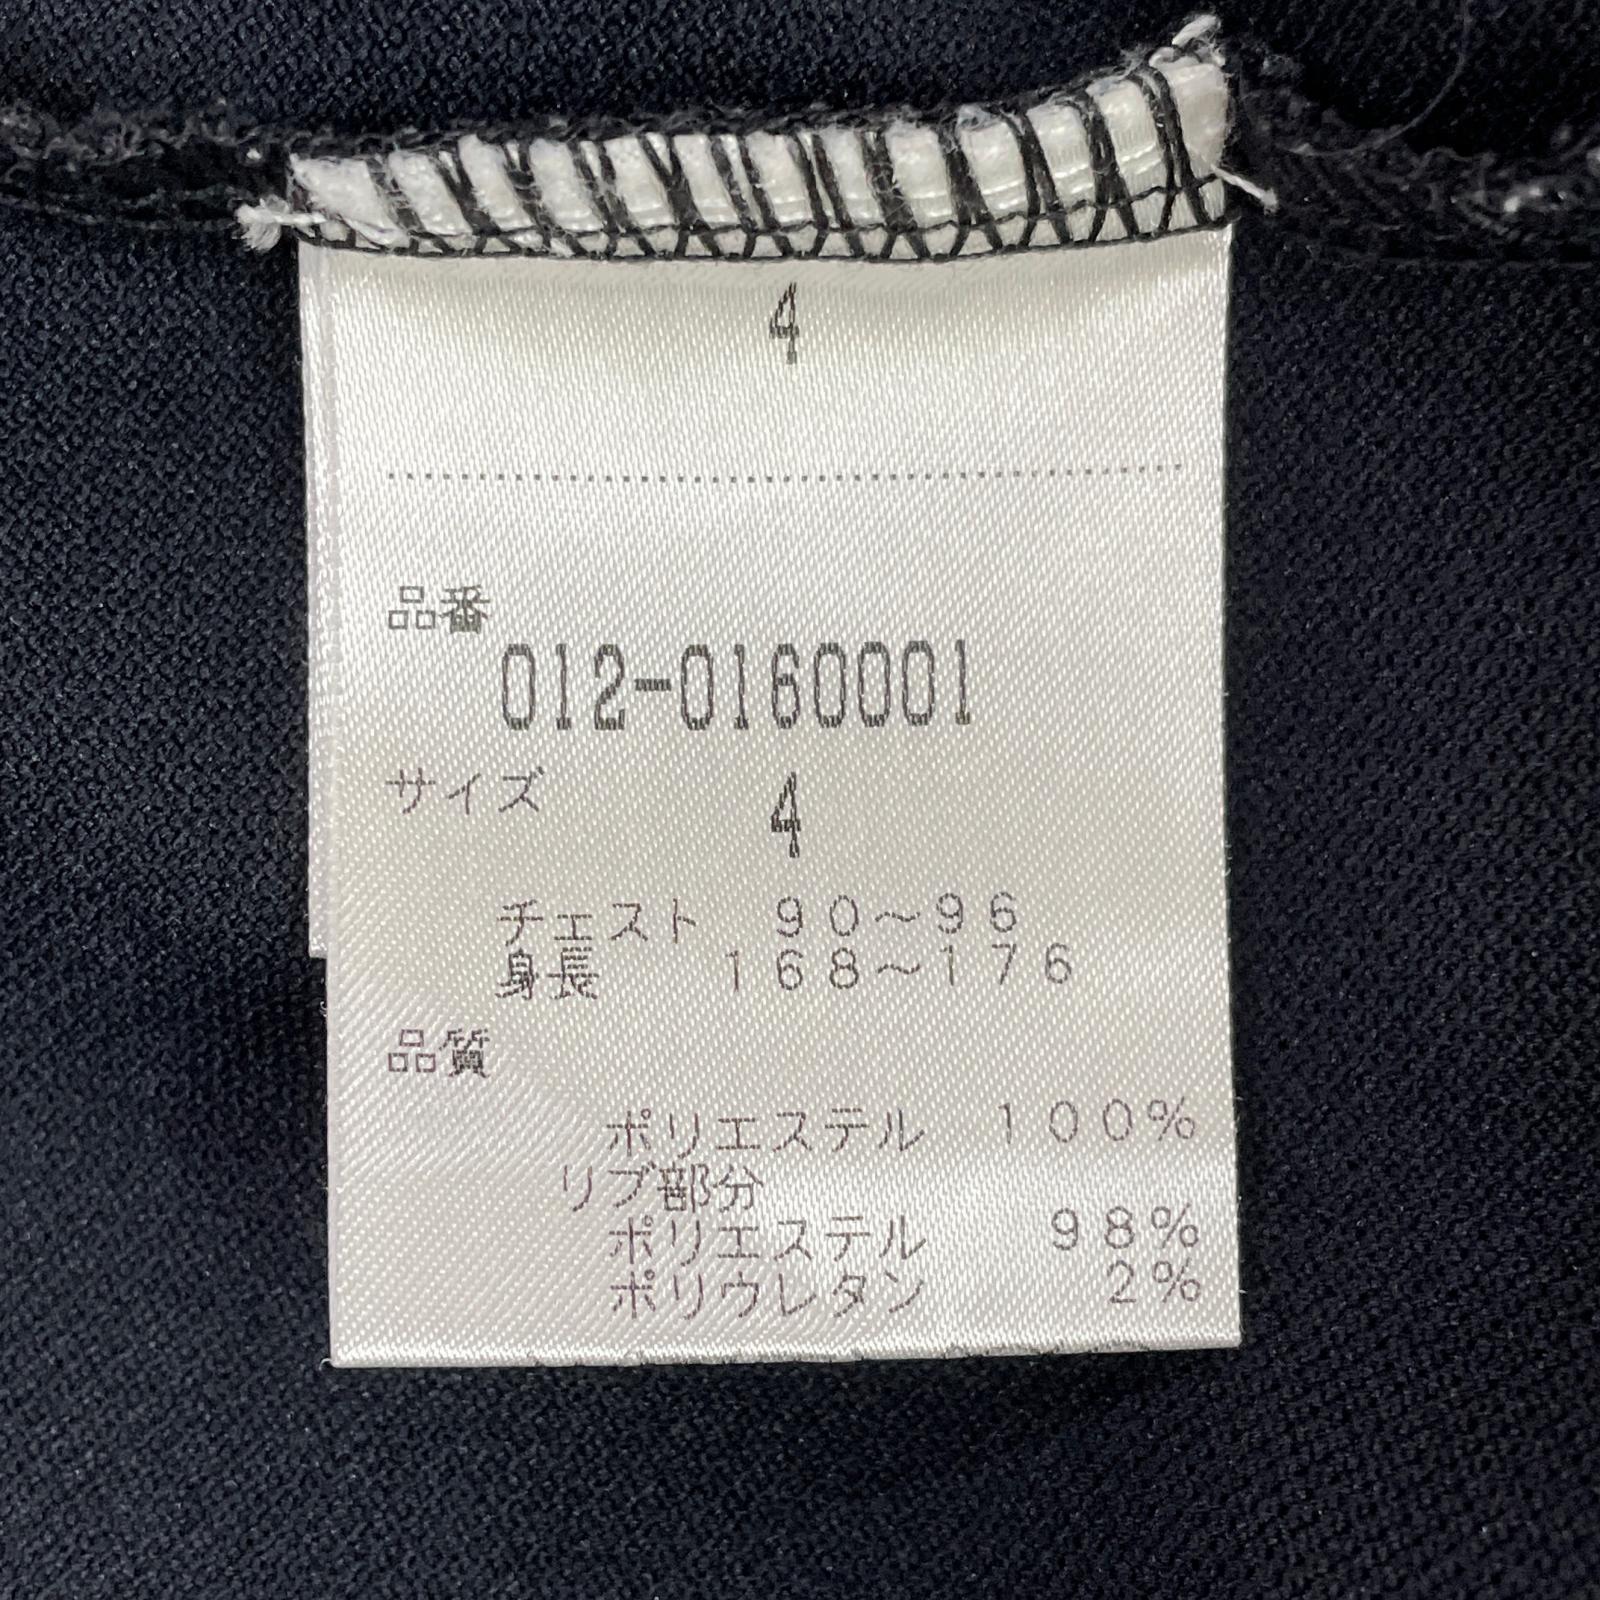 4
品番
012-0160001
サイズ 4
チェスト 90～96
身長 168～176
品質
ポリエステル 100%
リブ部分
ポリエステル 98%
ポリウレタン 2%